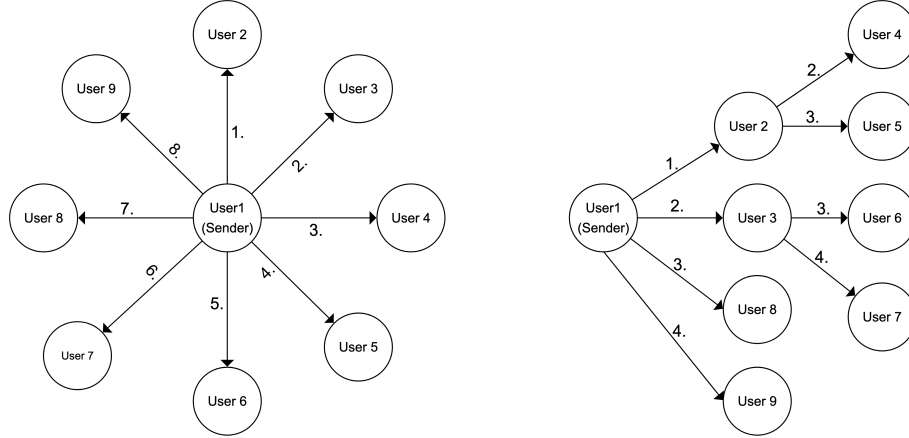 User 2
User 9
User 3
1.
8.
2.
User 8
7.
User1
(Sender)
3.
User 4
6.
5.
4.
User 7
User 5
User 6
User 4
2.
User 2
3.
User 5
1.
User1
(Sender)
2.
User 3
3.
User 6
3.
4.
User 8
User 7
4.
User 9